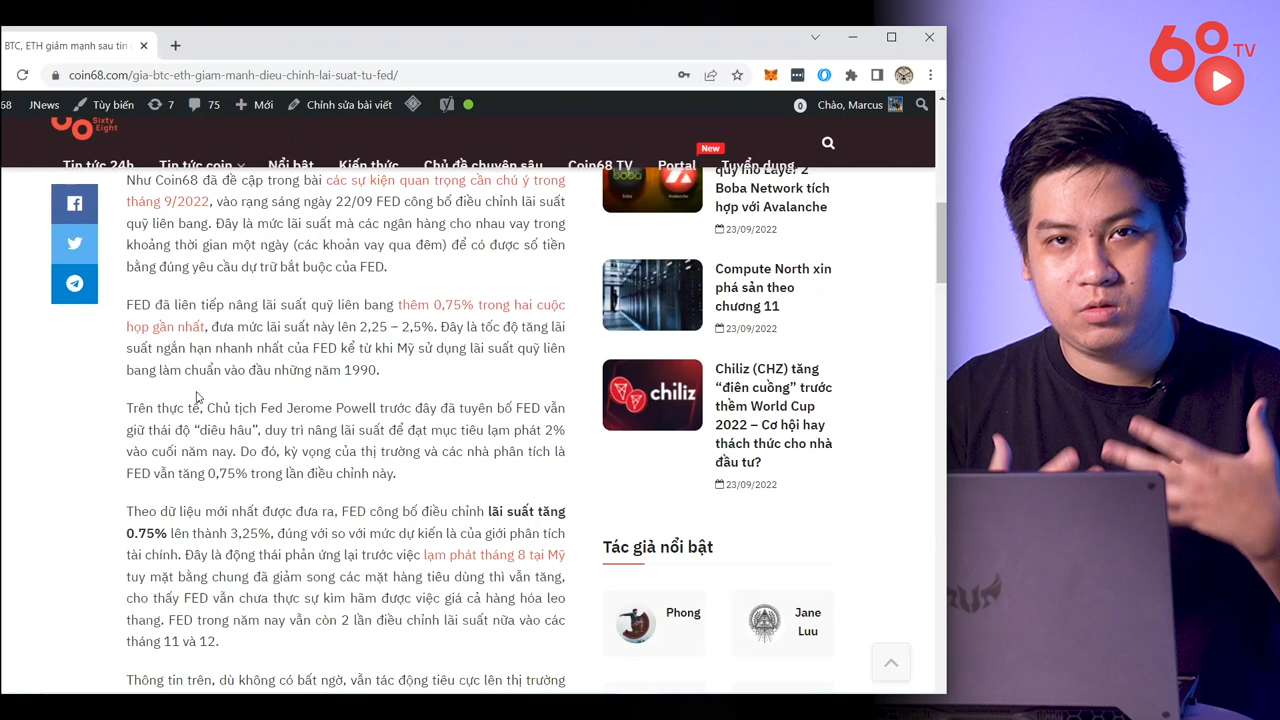 BTC, ETH giảm mạnh sau tin
coin68.com/gia-btc-eth-giam-manh-dieu-chinh-lai-suat-tu-fed/
68 JNews Tùy biến 7 75 Mới Chỉnh sửa bài viết 0 Chào, Marcus
Sixty
Eight
New
Tin tức 24h Tin tức coin Nổi bật Kiến thức Chủ đề chuyên sâu Coin68 TV Portal Tuyển dụng
Như Coin68 đã đề cập trong bài các sự kiện quan trọng cần chú ý trong
tháng 9/2022, vào rạng sáng ngày 22/09 FED công bố điều chỉnh lãi suất
quỹ liên bang. Đây là mức lãi suất mà các ngân hàng cho nhau vay trong
khoảng thời gian một ngày (các khoản vay qua đêm) để có được số tiền
bằng đúng yêu cầu dự trữ bắt buộc của FED.
FED đã liên tiếp nâng lãi suất quỹ liên bang thêm 0,75% trong hai cuộc
họp gần nhất, đưa mức lãi suất này lên 2,25 – 2,5%. Đây là tốc độ tăng lãi
suất ngắn hạn nhanh nhất của FED kể từ khi Mỹ sử dụng lãi suất quỹ liên
bang làm chuẩn vào đầu những năm 1990.
Trên thực tế, Chủ tịch Fed Jerome Powell trước đây đã tuyên bố FED vẫn
giữ thái độ “diều hâu”, duy trì nâng lãi suất để đạt mục tiêu lạm phát 2%
vào cuối năm nay. Do đó, kỳ vọng của thị trường và các nhà phân tích là
FED vẫn tăng 0,75% trong lần điều chỉnh này.
Theo dữ liệu mới nhất được đưa ra, FED công bố điều chỉnh lãi suất tăng
0.75% lên thành 3,25%, đúng với so với mức dự kiến là của giới phân tích
tài chính. Đây là động thái phản ứng lại trước việc lạm phát tháng 8 tại Mỹ
tuy mặt bằng chung đã giảm song các mặt hàng tiêu dùng thì vẫn tăng,
cho thấy FED vẫn chưa thực sự kìm hãm được việc giá cả hàng hóa leo
thang. FED trong năm nay vẫn còn 2 lần điều chỉnh lãi suất nữa vào các
tháng 11 và 12.
Thông tin trên, dù không có bất ngờ, vẫn tác động tiêu cực lên thị trường
boba
Boba
Avalanche
quy mô Layer 2
Boba Network tích
hợp với Avalanche
23/09/2022
Compute North xin
phá sản theo
chương 11
23/09/2022
chiliz
Chiliz (CHZ) tăng
“điên cuồng” trước
thềm World Cup
2022 – Cơ hội hay
thách thức cho nhà
đầu tư?
23/09/2022
Tác giả nổi bật
Phong
Jane
Luu
68 TV
TUF